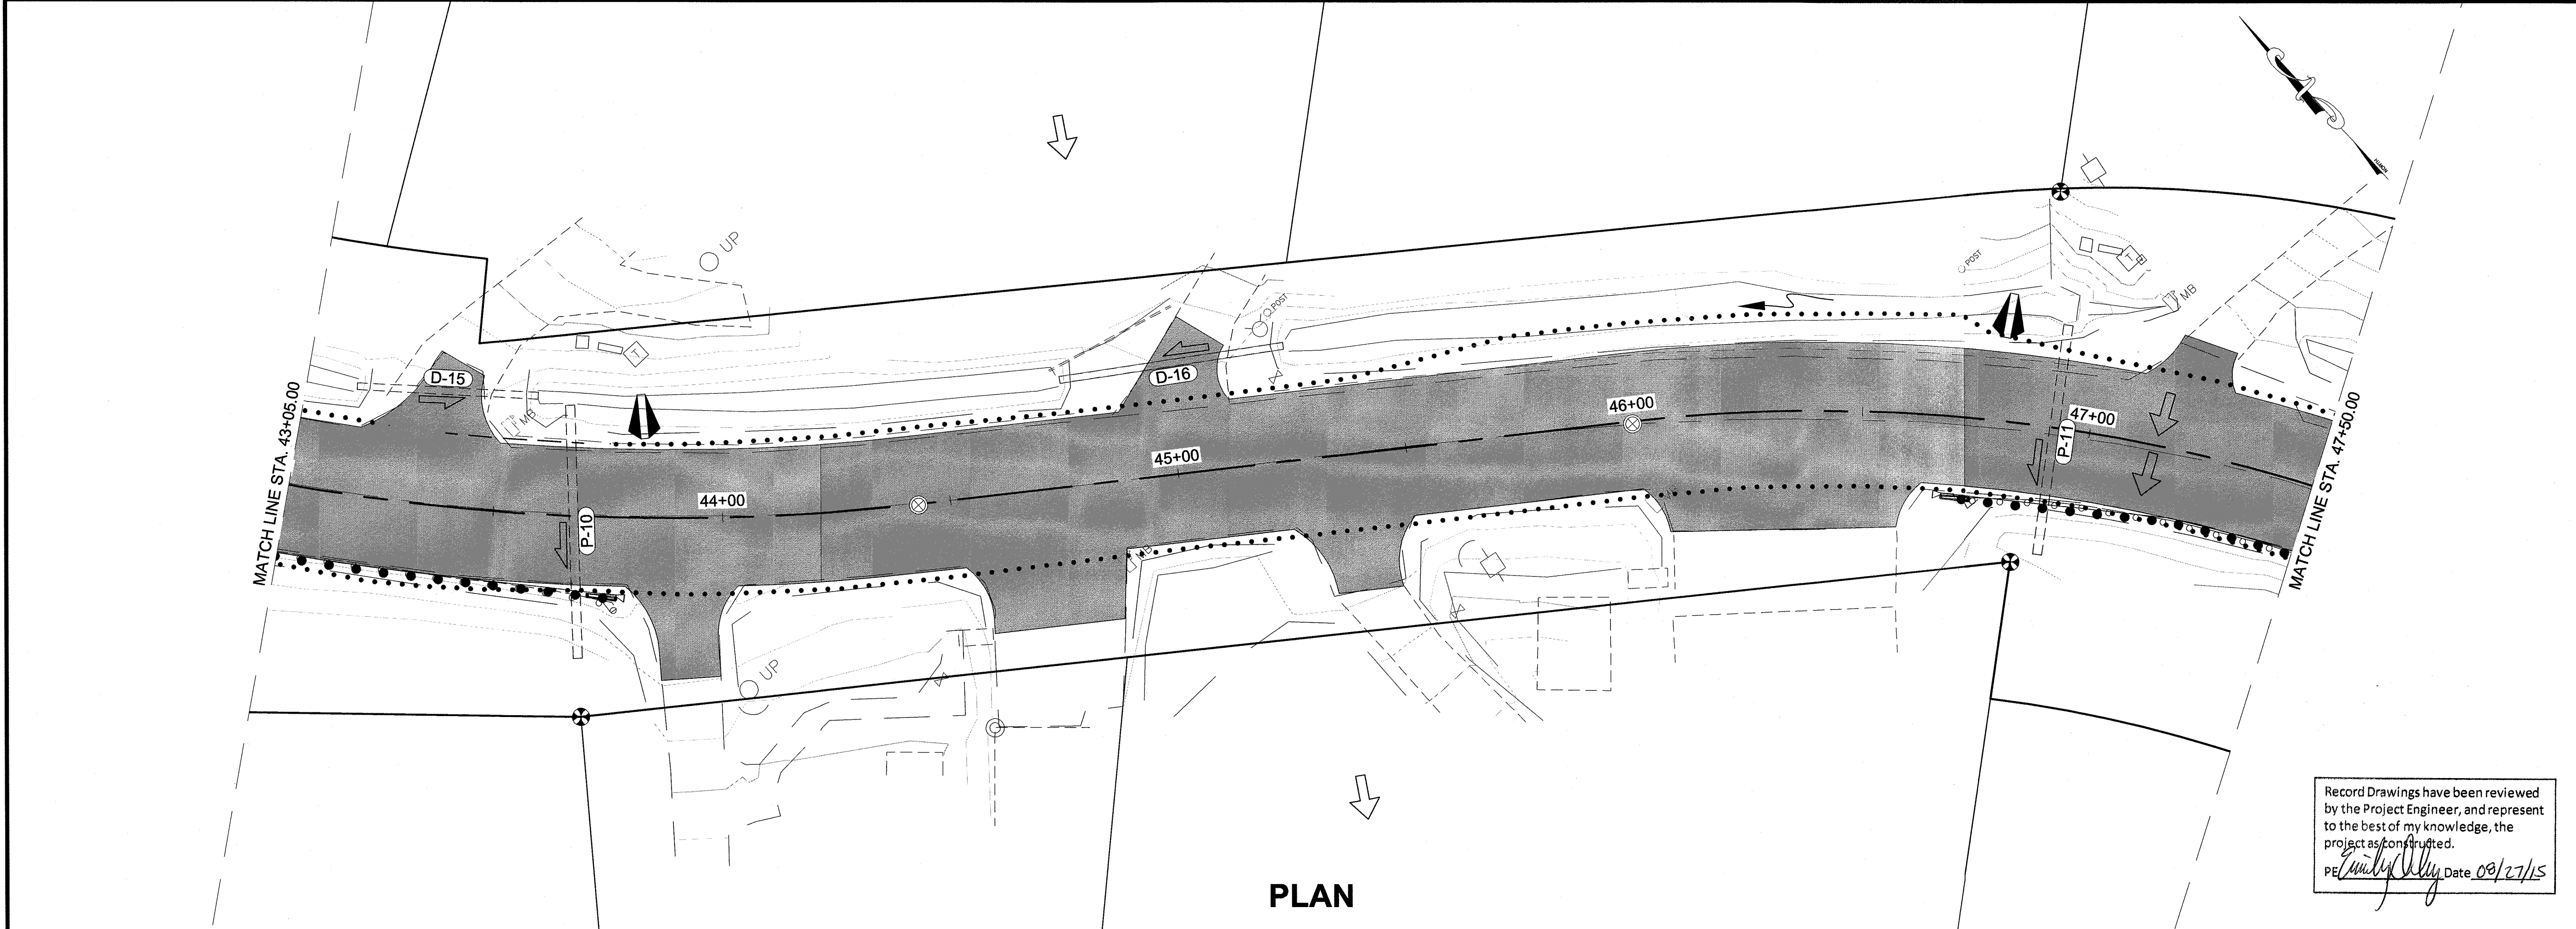 NORTH
UP
POST
T
MB
O POST
T
MB
D-15
D-16
MATCH LINE STA. 43+05.00
46+00
47+00
P-11
MATCH LINE STA. 47+50.00
45+00
44+00
P-10
MB
UP
PLAN
Record Drawings have been reviewed
by the Project Engineer, and represent
to the best of my knowledge, the
project as constructed.
PE Date 08/27/15